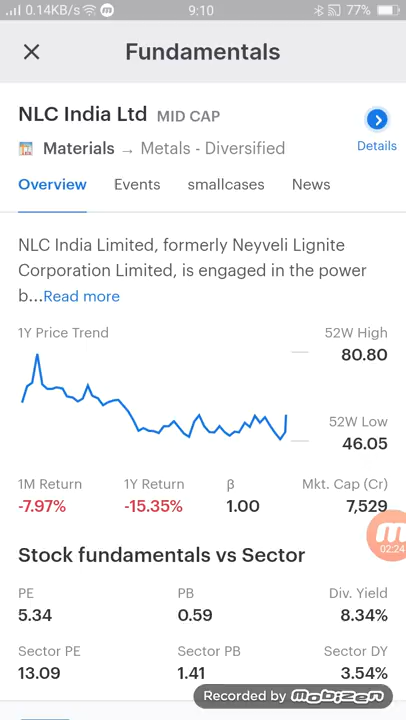 0.14KB/s 9:10 77%
Fundamentals
NLC India Ltd MID CAP
Materials → Metals - Diversified
Details
Overview Events smallcases News
NLC India Limited, formerly Neyveli Lignite
Corporation Limited, is engaged in the power
b...Read more
1Y Price Trend 52W High
80.80
52W Low
46.05
1M Return 1Y Return β Mkt. Cap (Cr)
-7.97% -15.35% 1.00 7,529
02:24
Stock fundamentals vs Sector
PE PB Div. Yield
5.34 0.59 8.34%
Sector PE Sector PB Sector DY
13.09 1.41 3.54%
Recorded by mobizen